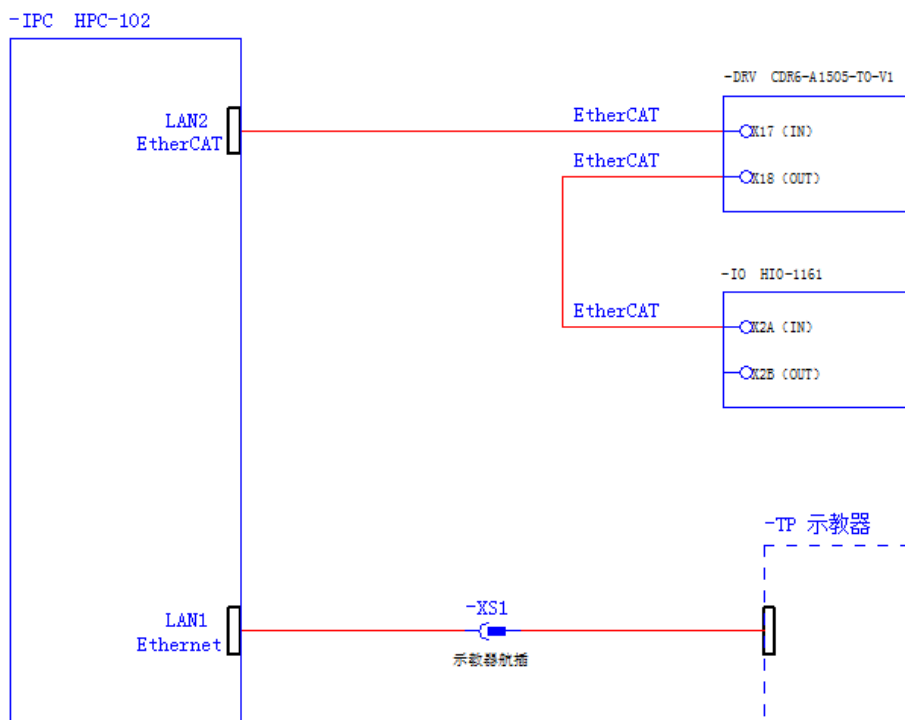 -IPC HPC-102
-DRV CDR6-A1505-T0-V1
LAN2
EtherCAT
EtherCAT
X17 (IN)
EtherCAT
X18 (OUT)
-IO HIO-1161
EtherCAT
X2A (IN)
X2B (OUT)
-TP 示教器
LAN1
Ethernet
-XS1
示教器航插